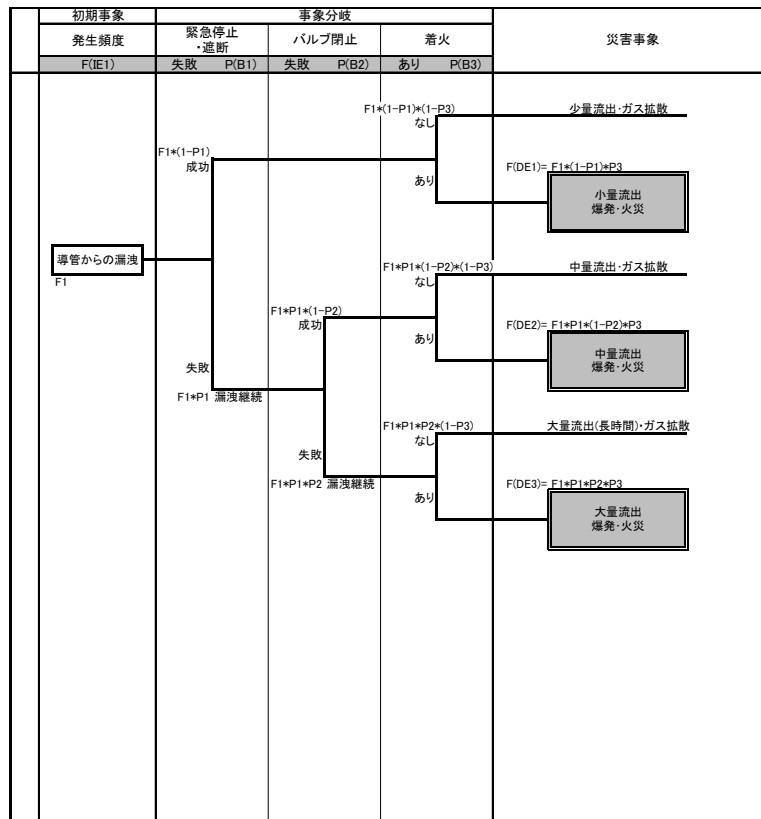 初期事象
事象分岐
発生頻度
緊急停止
・遮断
バルブ閉止
着火
災害事象
F(IE1)
失敗 P(B1)
失敗 P(B2)
あり P(B3)
F1*(1-P1)*(1-P3)
なし
少量流出・ガス拡散
F1*(1-P1)
成功
あり
F(DE1)= F1*(1-P1)*P3
小量流出
爆発・火災
導管からの漏洩
F1
F1*P1*(1-P2)*(1-P3)
なし
中量流出・ガス拡散
F1*P1*(1-P2)
成功
あり
F(DE2)= F1*P1*(1-P2)*P3
中量流出
爆発・火災
失敗
F1*P1 漏洩継続
F1*P1*P2*(1-P3)
なし
大量流出(長時間)・ガス拡散
失敗
F1*P1*P2 漏洩継続
あり
F(DE3)= F1*P1*P2*P3
大量流出
爆発・火災